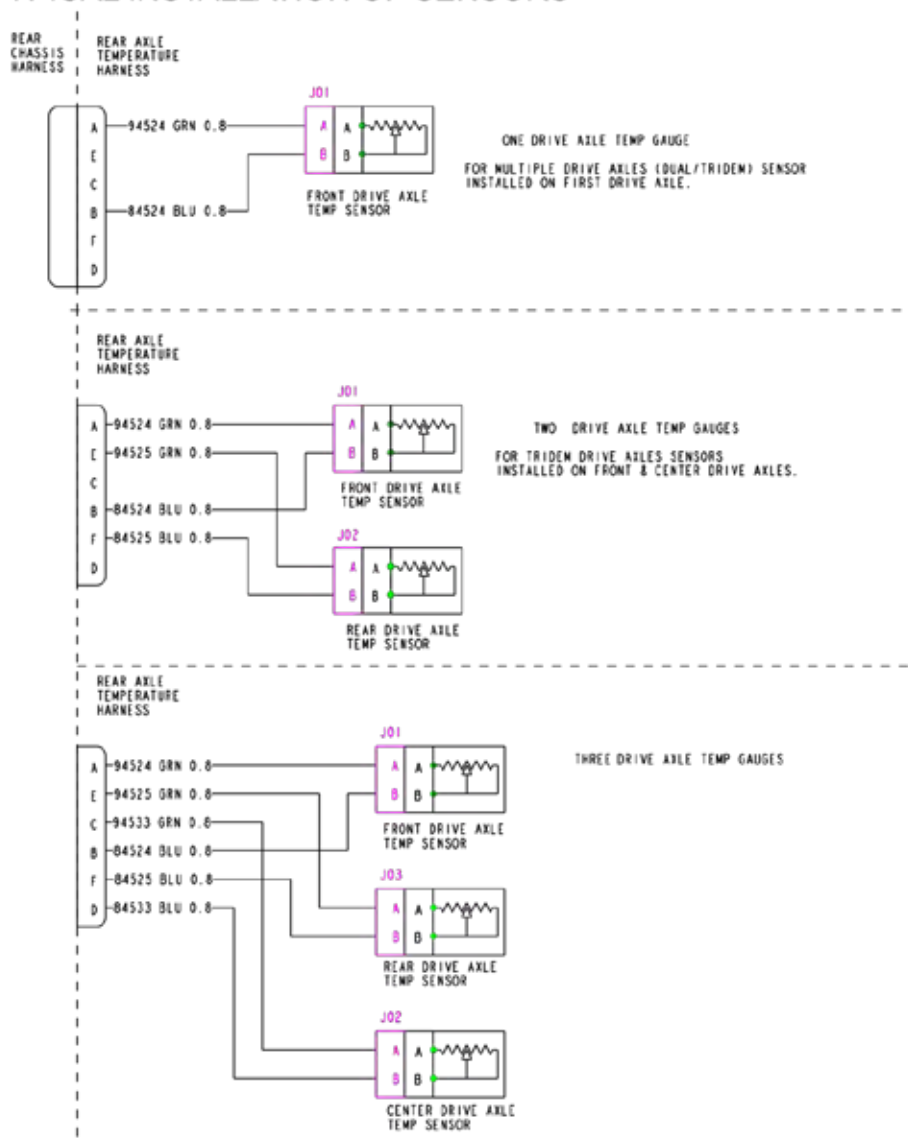 REAR
CHASSIS
HARNESS
REAR AXLE
TEMPERATURE
HARNESS
J01
A 94524 GRN 0.8 A A
E B B
C
B 84524 BLU 0.8
F
D
FRONT DRIVE AXLE
TEMP SENSOR
ONE DRIVE AXLE TEMP GAUGE
FOR MULTIPLE DRIVE AXLES (DUAL/TRIDEM) SENSOR
INSTALLED ON FIRST DRIVE AXLE.
REAR AXLE
TEMPERATURE
HARNESS
J01
A 94524 GRN 0.8 A A
E 94525 GRN 0.8 B B
C
B 84524 BLU 0.8
F 84525 BLU 0.8
D
FRONT DRIVE AXLE
TEMP SENSOR
J02
A A
B B
REAR DRIVE AXLE
TEMP SENSOR
TWO DRIVE AXLE TEMP GAUGES
FOR TRIDEM DRIVE AXLES SENSORS
INSTALLED ON FRONT & CENTER DRIVE AXLES.
REAR AXLE
TEMPERATURE
HARNESS
J01
A 94524 GRN 0.8 A A
E 94525 GRN 0.8 B B
C 94533 GRN 0.8
B 84524 BLU 0.8
F 84525 BLU 0.8
D 84533 BLU 0.8
FRONT DRIVE AXLE
TEMP SENSOR
J03
A A
B B
REAR DRIVE AXLE
TEMP SENSOR
J02
A A
B B
CENTER DRIVE AXLE
TEMP SENSOR
THREE DRIVE AXLE TEMP GAUGES